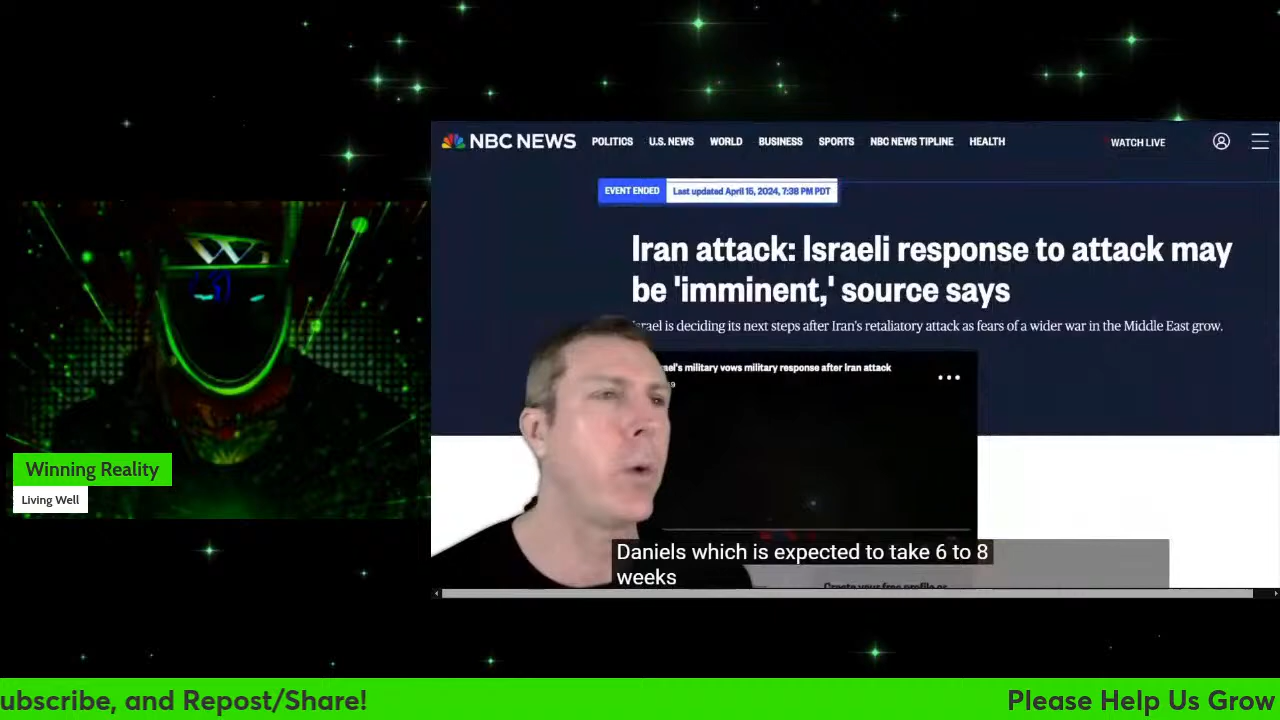 NBC NEWS POLITICS U.S. NEWS WORLD BUSINESS SPORTS NBC NEWS TIPLINE HEALTH WATCH LIVE
EVENT ENDED Last updated April 15, 2024, 7:38 PM PDT
Iran attack: Israeli response to attack may
be 'imminent,' source says
Israel is deciding its next steps after Iran's retaliatory attack as fears of a wider war in the Middle East grow.
ael's military vows military response after Iran attack
W
Winning Reality
Living Well
Daniels which is expected to take 6 to 8
weeks
ubscribe, and Repost/Share! Please Help Us Grow